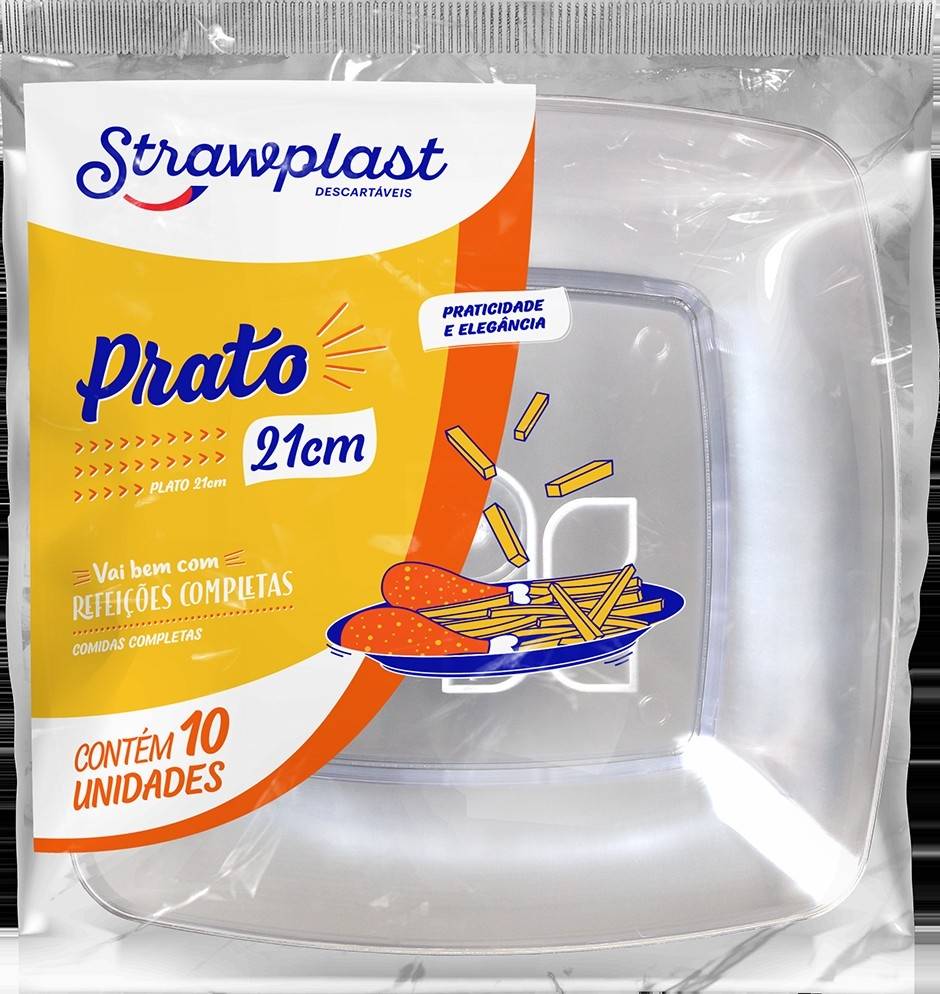 Strawplast
DESCARTÁVEIS
PRATICIDADE
E ELEGÂNCIA
Prato
21cm
PLATO 21cm
Vai bem com
REFEIÇÕES COMPLETAS
COMIDAS COMPLETAS
CONTÉM 10
UNIDADES